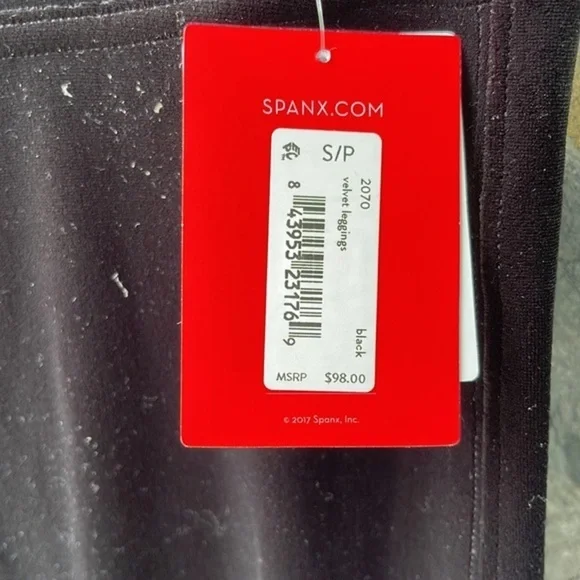 SPANX.COM
S/P
2070
velvet leggings
black
8 43953 23176 9
MSRP $98.00
© 2017 Spanx, Inc.